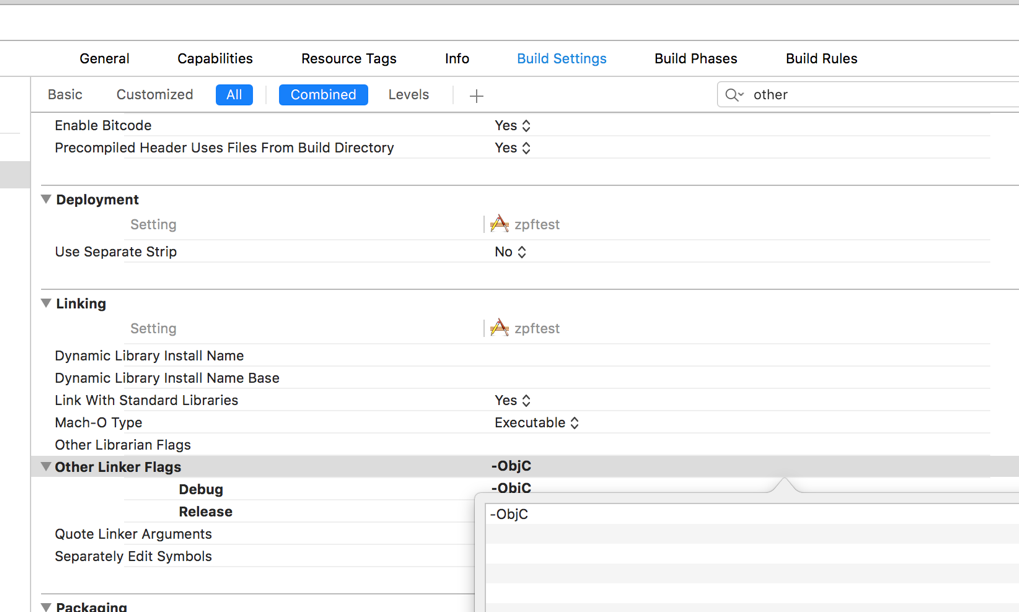 General Capabilities Resource Tags Info Build Settings Build Phases Build Rules
Basic Customized All Combined Levels + other
Enable Bitcode Yes
Precompiled Header Uses Files From Build Directory Yes
Deployment
Setting zpftest
Use Separate Strip No
Linking
Setting zpftest
Dynamic Library Install Name
Dynamic Library Install Name Base
Link With Standard Libraries Yes
Mach-O Type Executable
Other Librarian Flags
Other Linker Flags -ObjC
Debug -ObjC
Release
-ObjC
Quote Linker Arguments
Separately Edit Symbols
Packaging